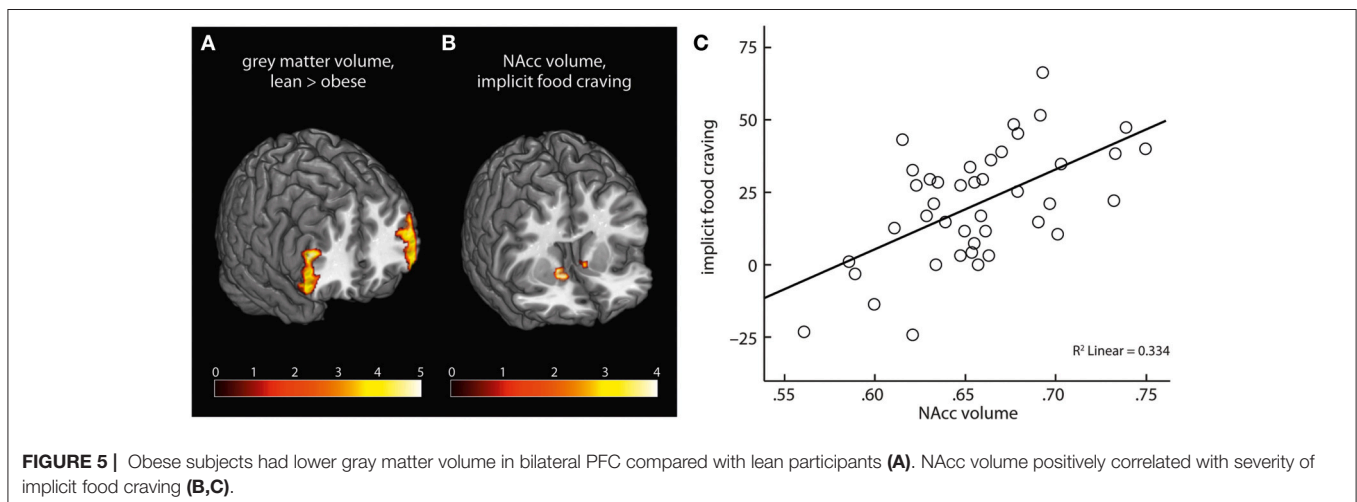 A
grey matter volume,
lean > obese
0 1 2 3 4 5
B
NAcc volume,
implicit food craving
0 1 2 3 4
C
implicit food craving
75
50
25
0
−25
R² Linear = 0.334
.55 .60 .65 .70 .75
NAcc volume
FIGURE 5 | Obese subjects had lower gray matter volume in bilateral PFC compared with lean participants (A). NAcc volume positively correlated with severity of
implicit food craving (B,C).